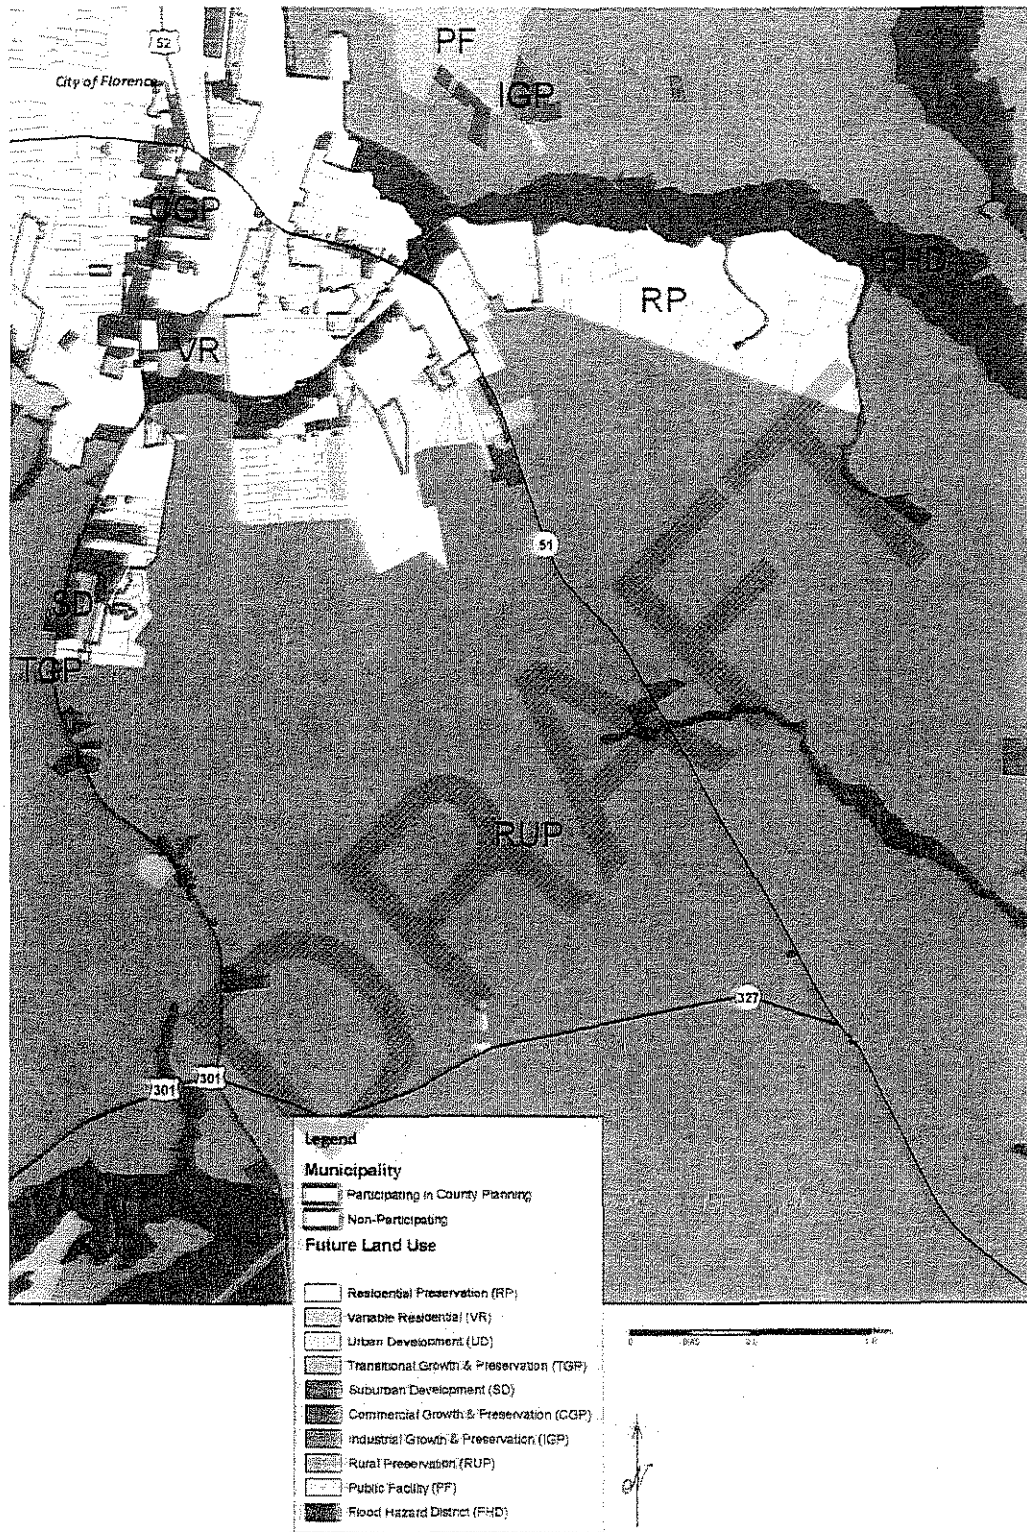 52
PF
City of Florence
IGP
CGP
FHD
RP
VR
51
SD
TGP
RUP
327
301
301
Legend
Municipality
Participating in County Planning
Non-Participating
Future Land Use
Residential Preservation (RP)
Variable Residential (VR)
Urban Development (UD)
Transitional Growth & Preservation (TGP)
Suburban Development (SD)
Commercial Growth & Preservation (CGP)
Industrial Growth & Preservation (IGP)
Rural Preservation (RUP)
Public Facility (PF)
Flood Hazard District (FHD)